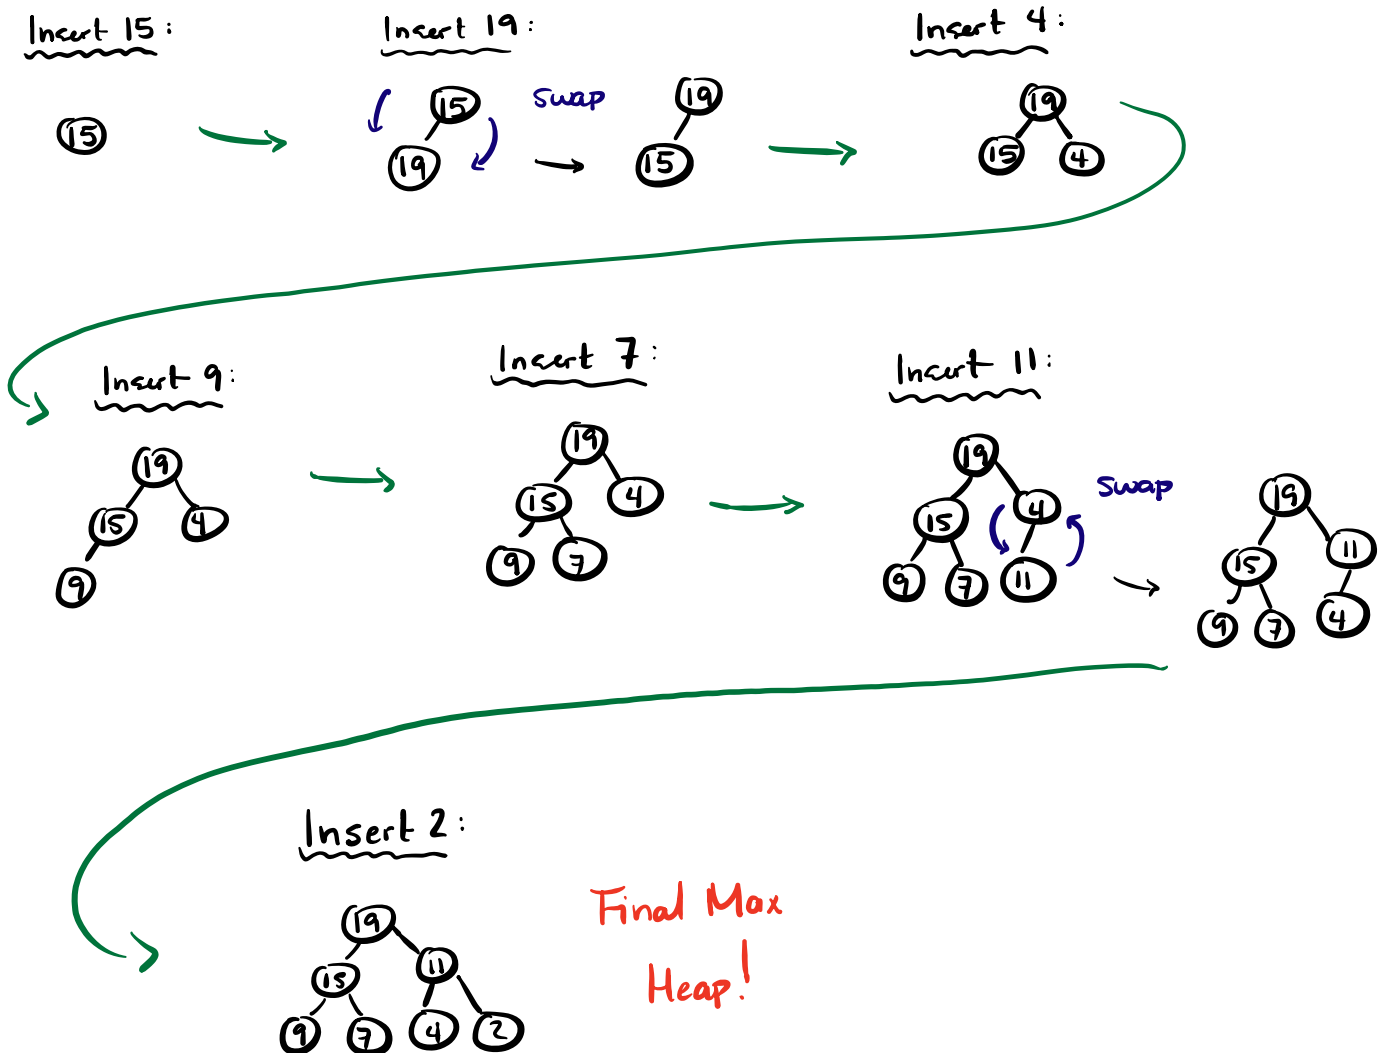 Insert 15:
Insert 19:
Insert 4:
15
15
19
swap
19
15
19
15 4
Insert 9:
Insert 7:
Insert 11:
19
15 4
9
19
15 4
9 7
19
15 4
9 7 11
swap
19
15 11
9 7 4
Insert 2:
19
15 11
9 7 4 2
Final Max
Heap!